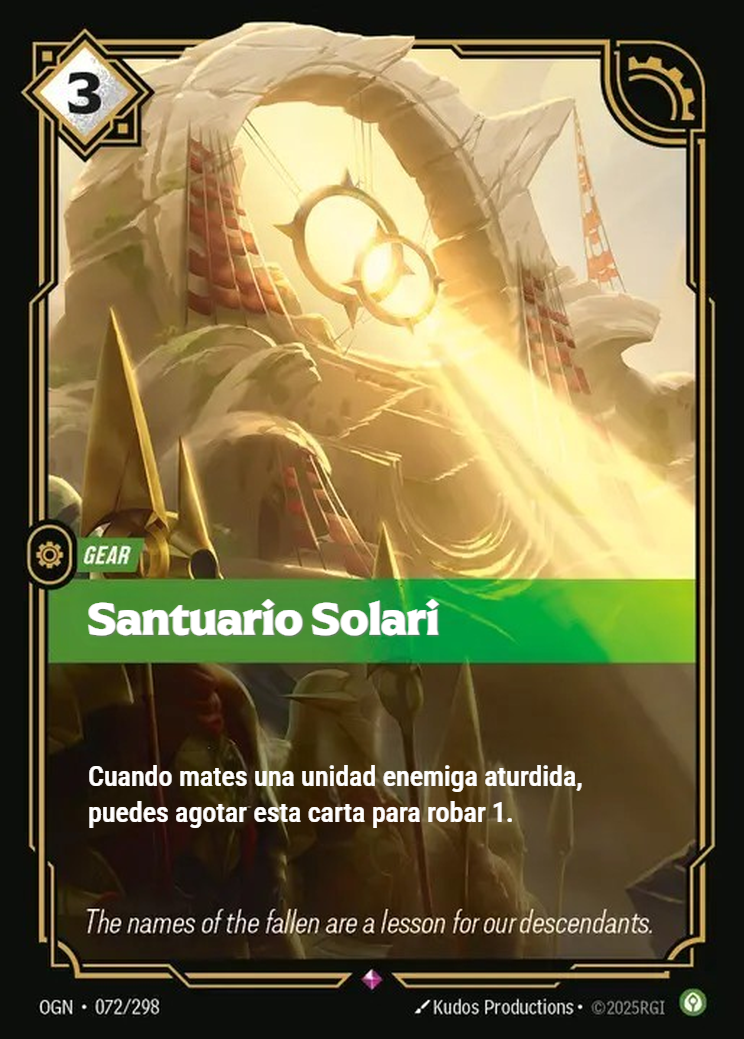 3
GEAR
Santuario Solari
Cuando mates una unidad enemiga aturdida,
puedes agotar esta carta para robar 1.
The names of the fallen are a lesson for our descendants.
OGN • 072/298
Kudos Productions • ©2025RGI